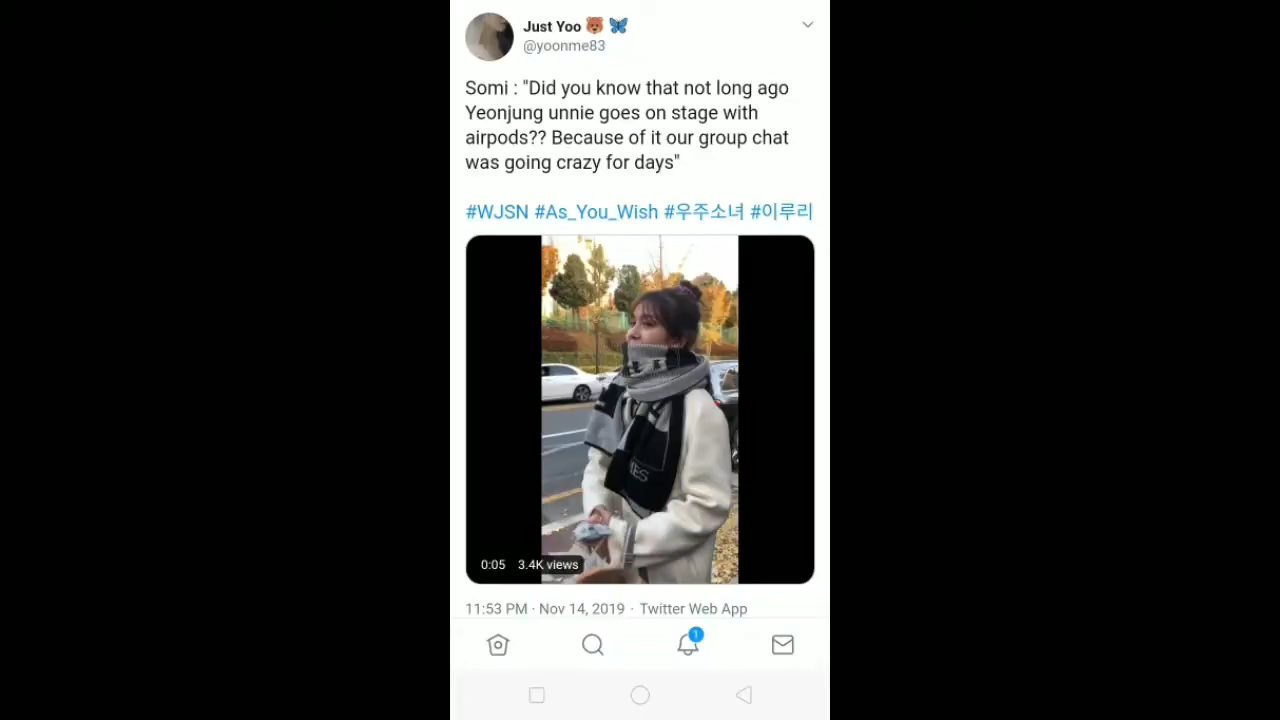 Just Yoo 🐻 🦋
@yoonme83
Somi : "Did you know that not long ago
Yeonjung unnie goes on stage with
airpods?? Because of it our group chat
was going crazy for days"
#WJSN #As_You_Wish #우주소녀 #이루리
0:05 3.4K views
11:53 PM · Nov 14, 2019 · Twitter Web App
1